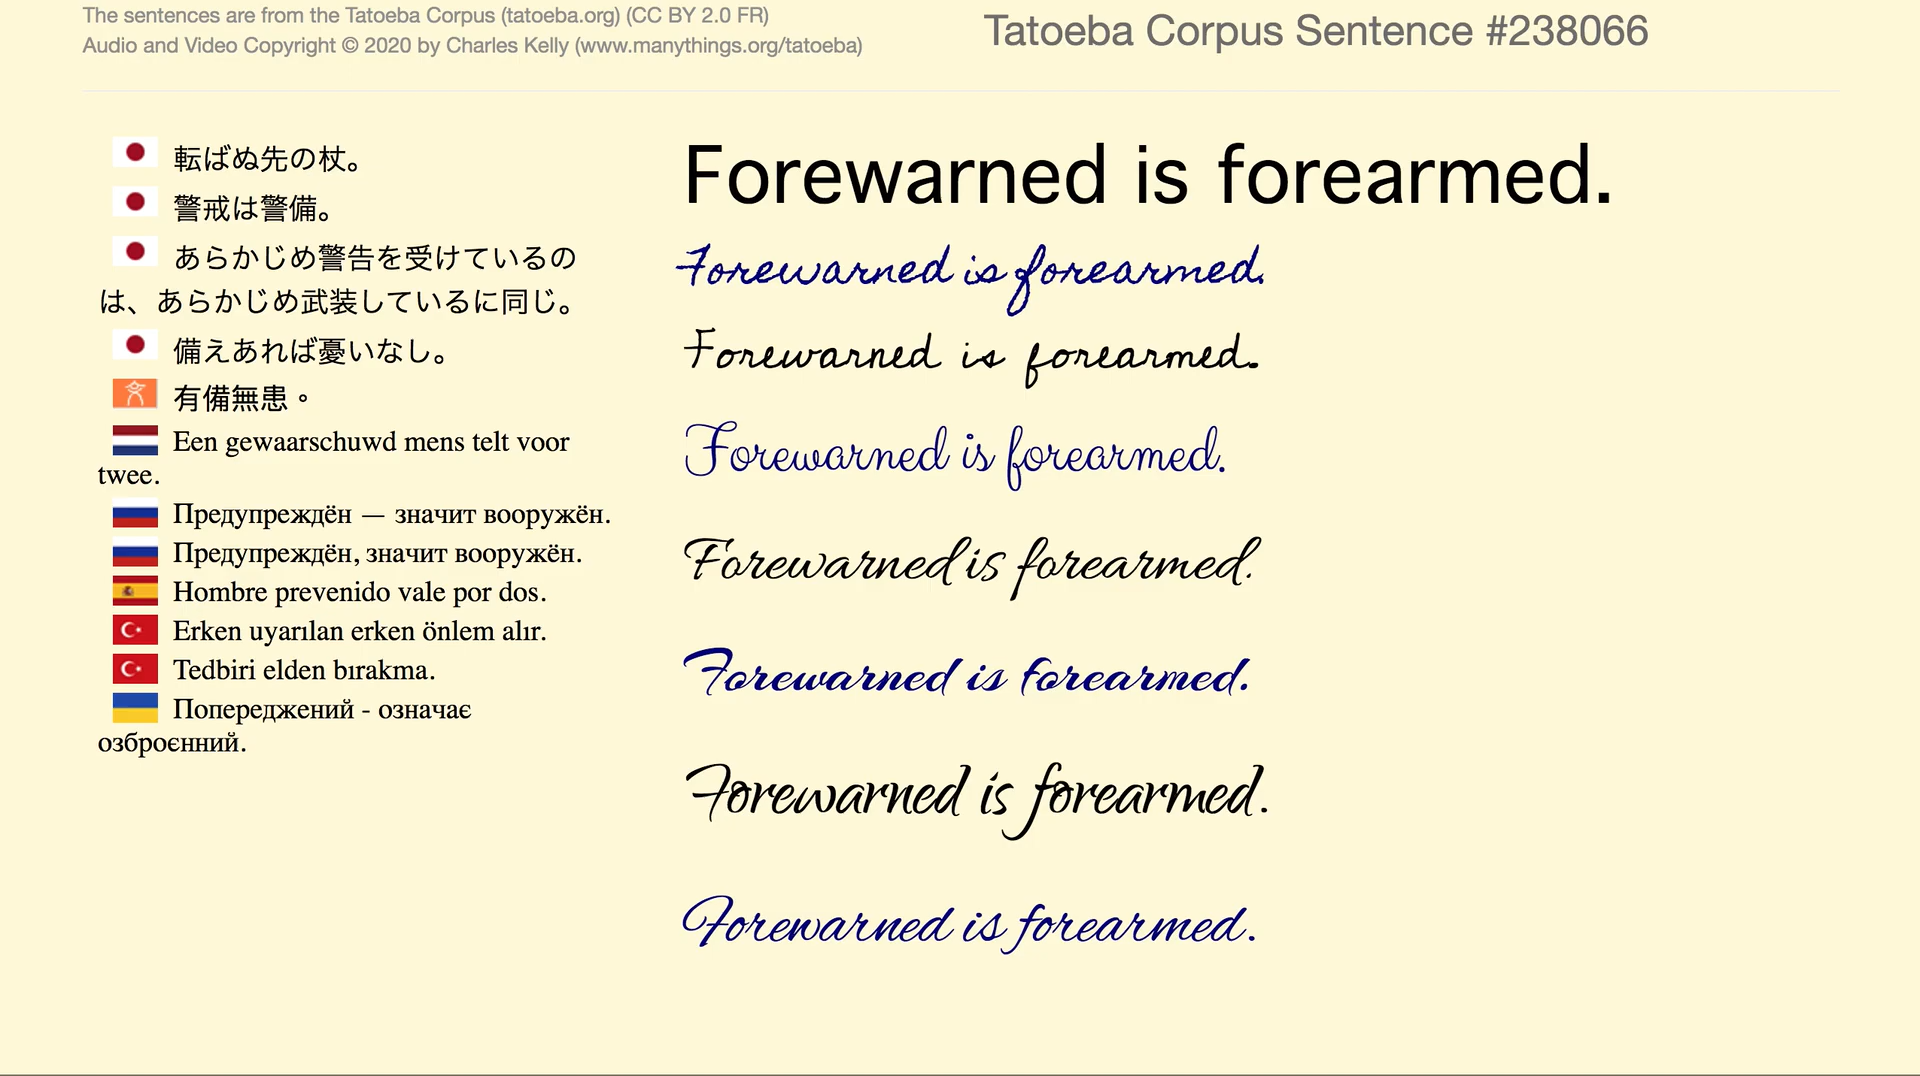 The sentences are from the Tatoeba Corpus (tatoeba.org) (CC BY 2.0 FR)
Audio and Video Copyright © 2020 by Charles Kelly (www.manythings.org/tatoeba)
Tatoeba Corpus Sentence #238066
転ばぬ先の杖。
警戒は警備。
あらかじめ警告を受けているの
は、あらかじめ武装しているに同じ。
備えあれば憂いなし。
有備無患。
Een gewaarschuwd mens telt voor
twee.
Предупреждён — значит вооружён.
Предупреждён, значит вооружён.
Hombre prevenido vale por dos.
Erken uyarılan erken önlem alır.
Tedbiri elden bırakma.
Попереджений - означає
озброєнний.
Forewarned is forearmed.
Forewarned is forearmed.
Forewarned is forearmed.
Forewarned is forearmed.
Forewarned is forearmed.
Forewarned is forearmed.
Forewarned is forearmed.
Forewarned is forearmed.